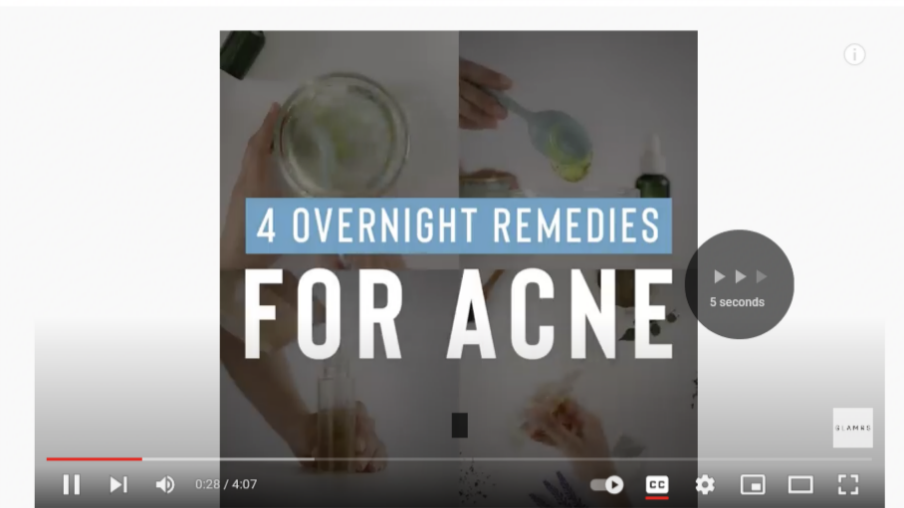 4 OVERNIGHT REMEDIES
FOR ACNE
5 seconds
GLAMRS
0:28 / 4:07
CC